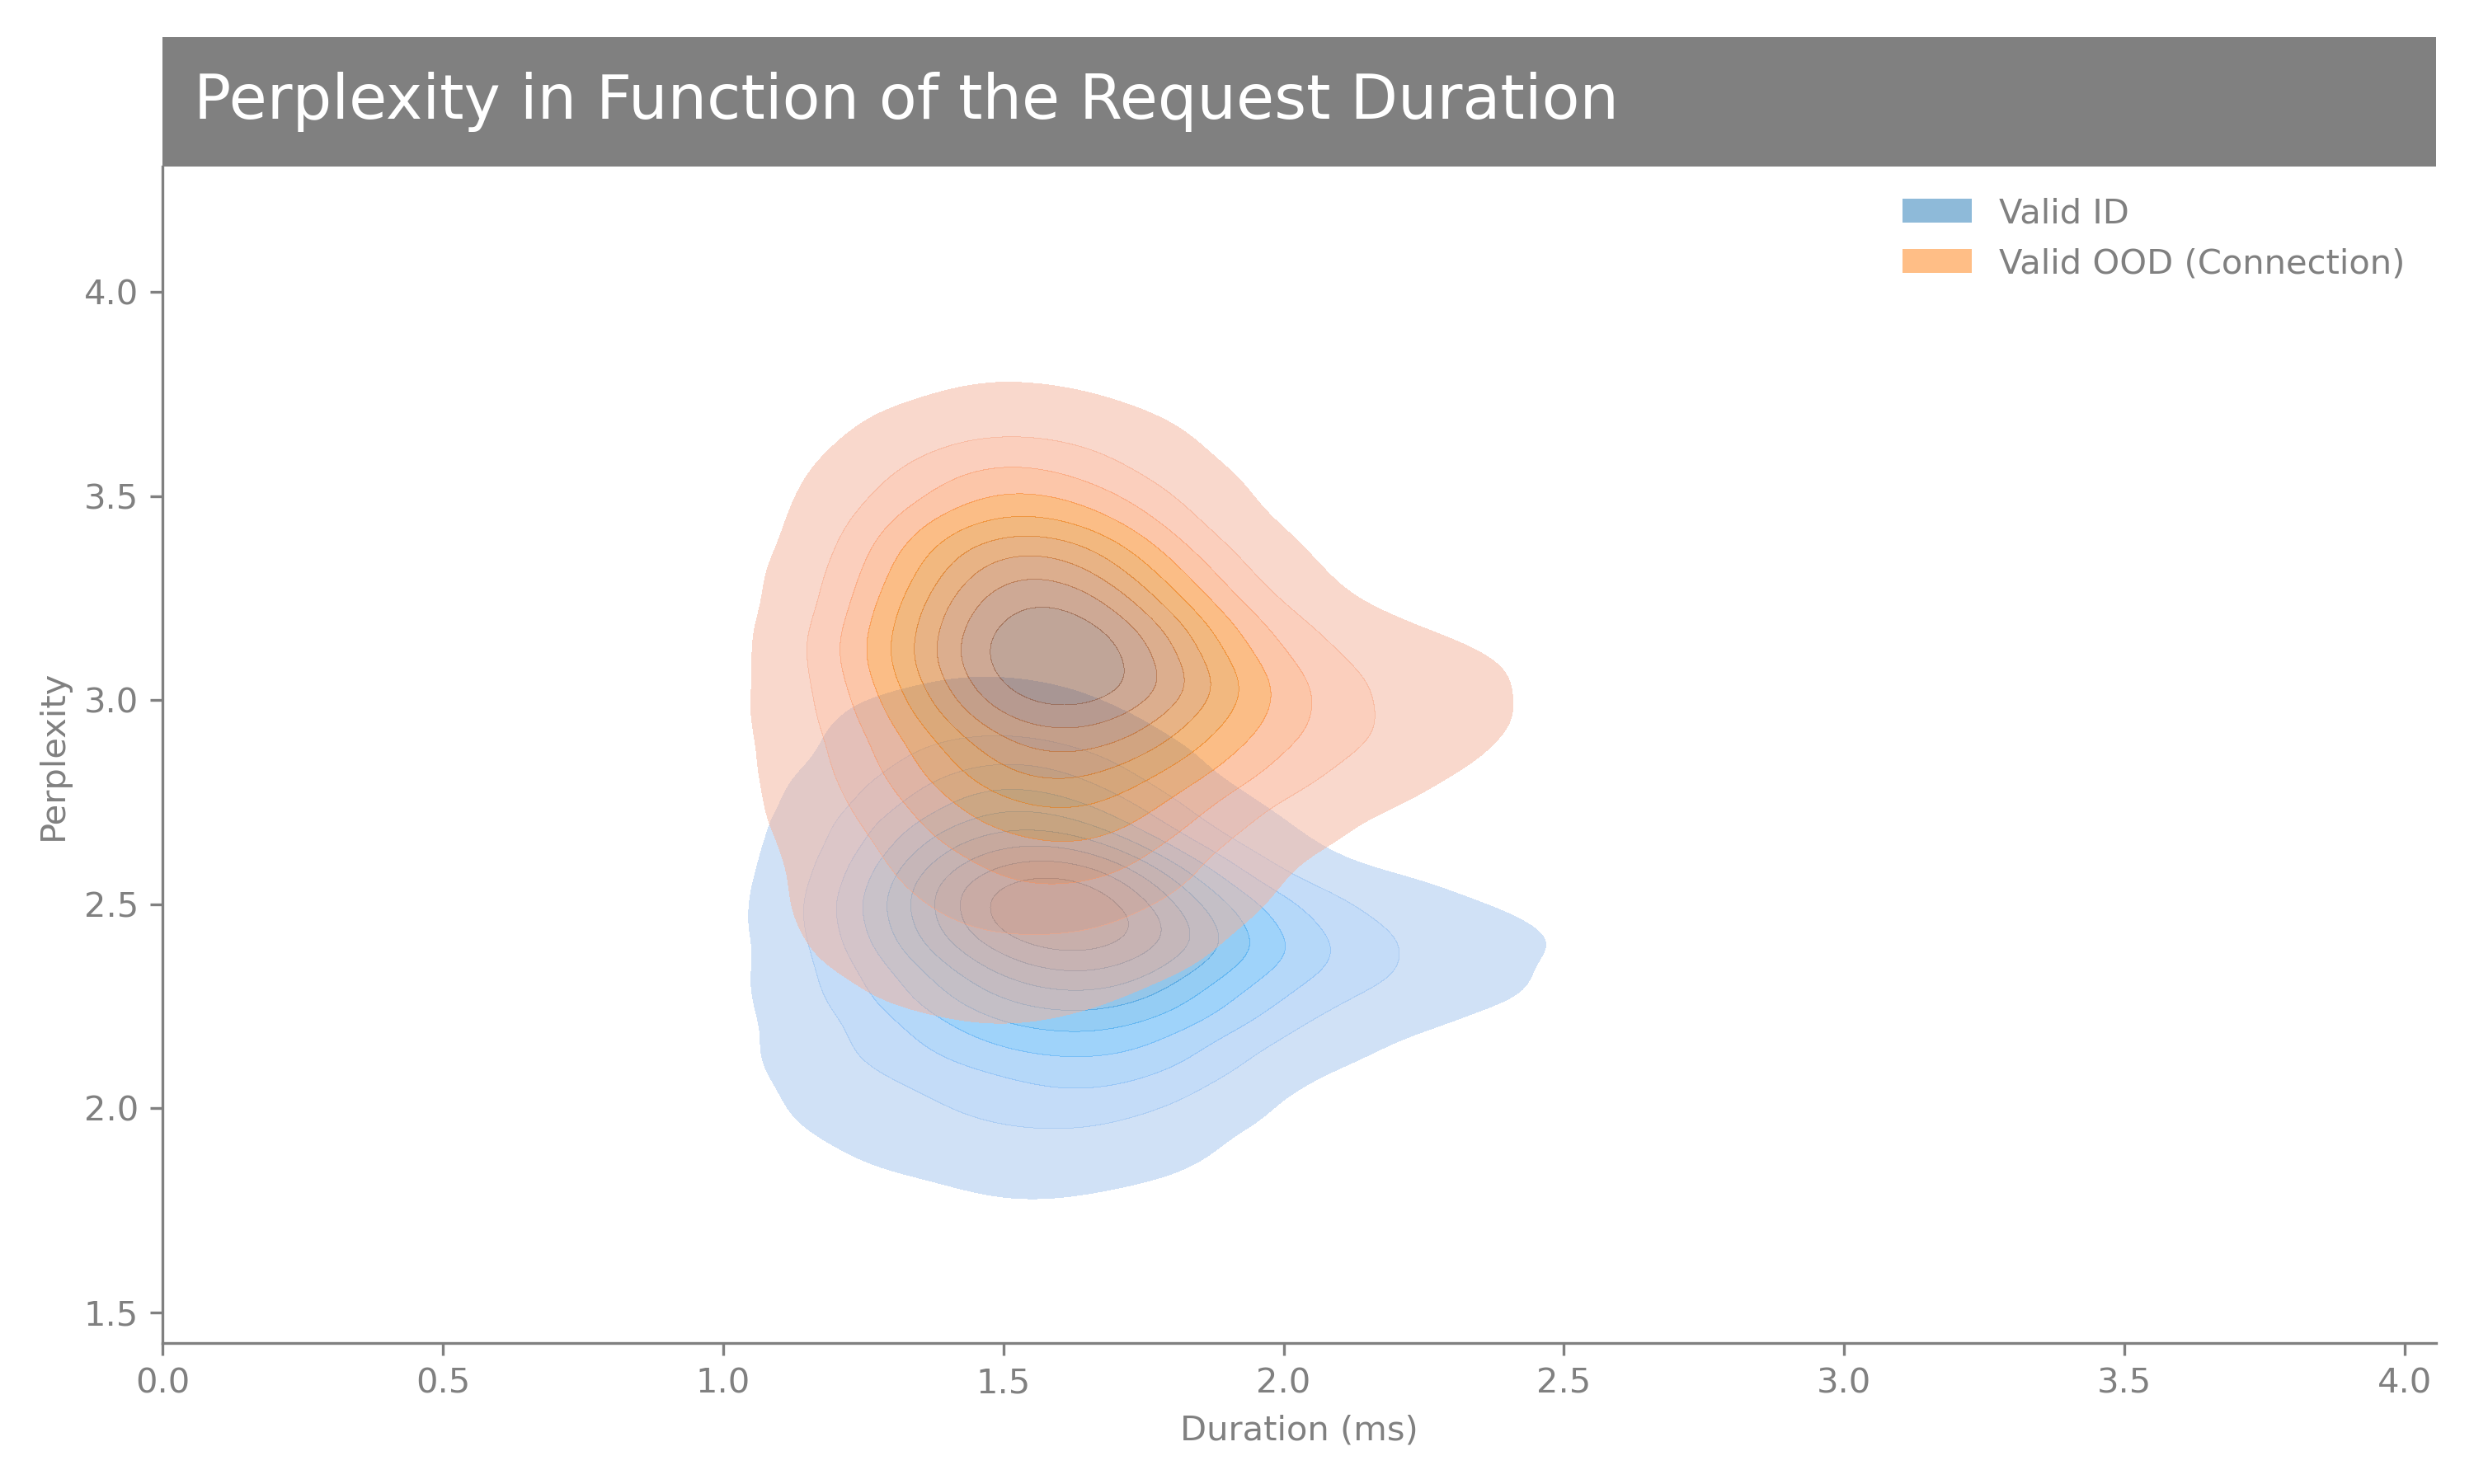 Perplexity in Function of the Request Duration
Valid ID
Valid OOD (Connection)
4.0
3.5
3.0
2.5
2.0
1.5
Perplexity
0.0 0.5 1.0 1.5 2.0 2.5 3.0 3.5 4.0
Duration (ms)